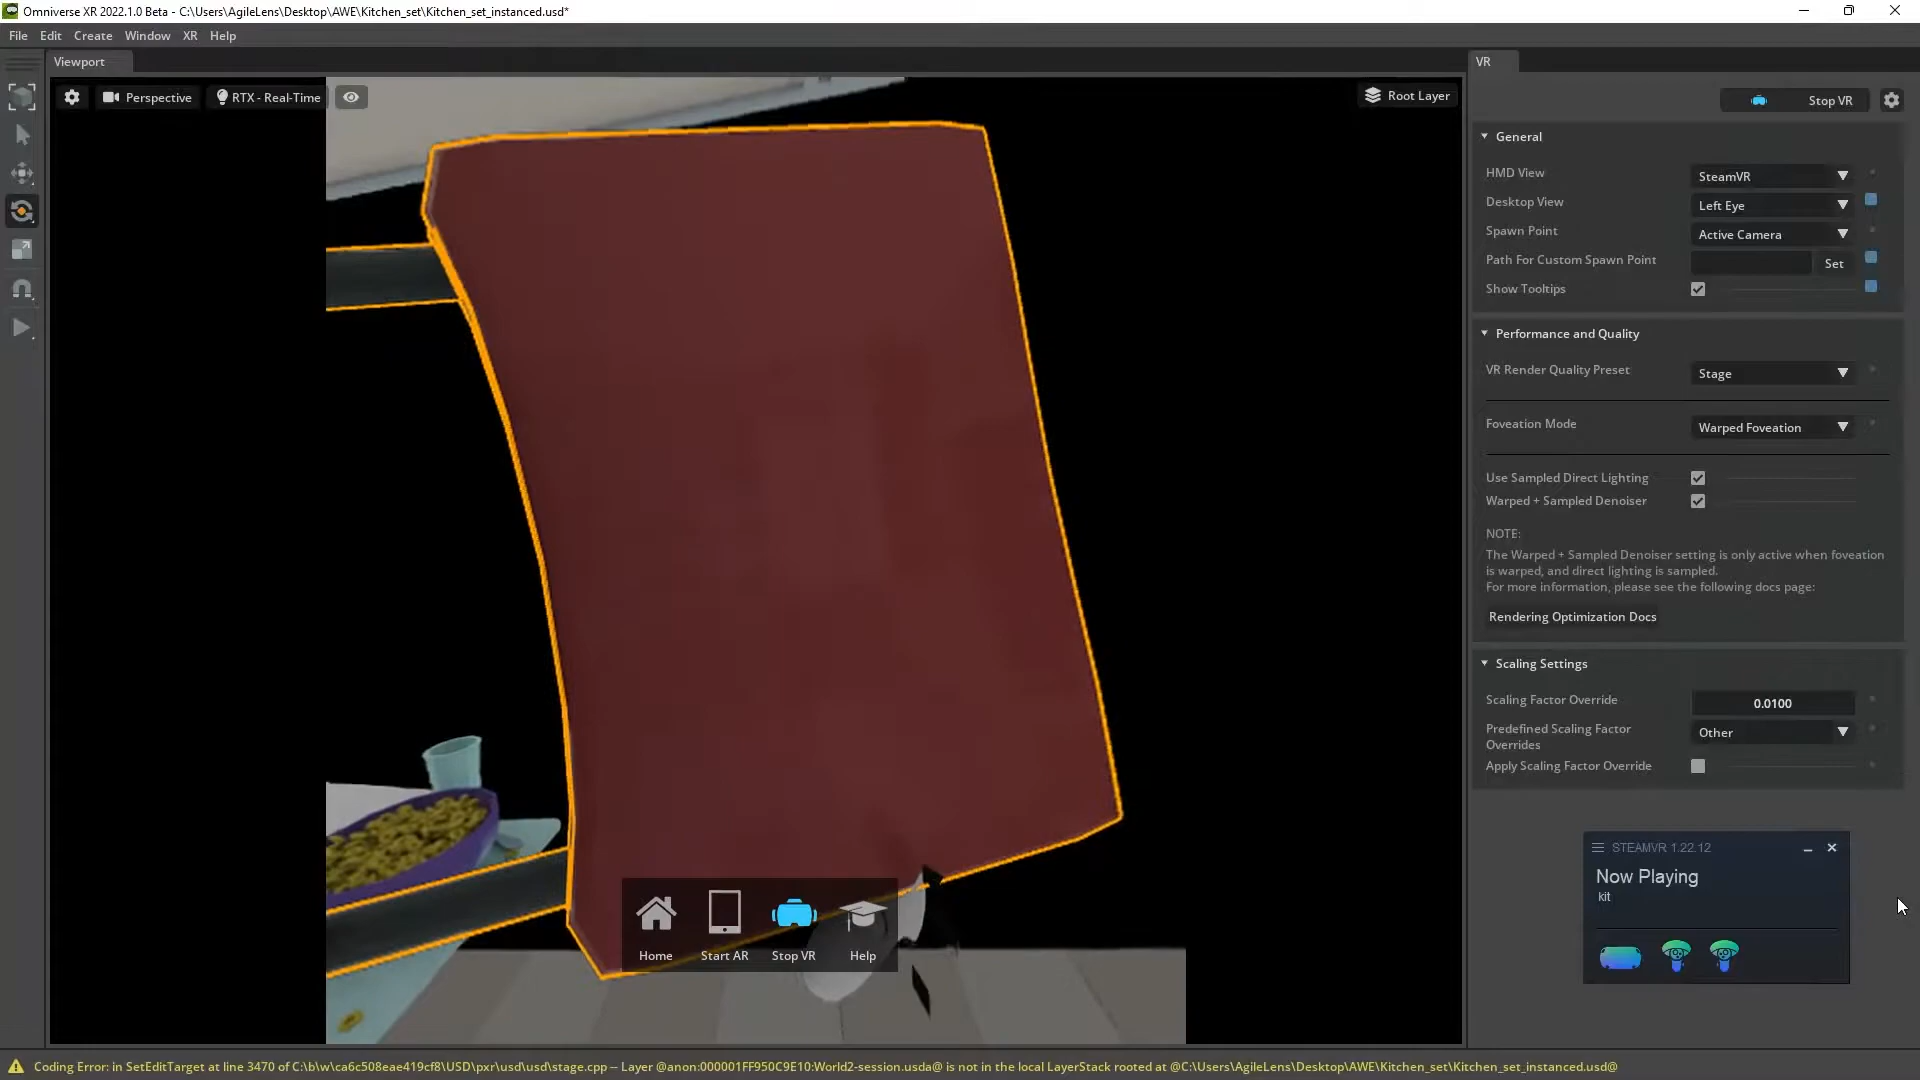 Omniverse XR 2022.1.0 Beta - C:\Users\AgileLens\Desktop\AWE\Kitchen_set\Kitchen_set_instanced.usd*
File Edit Create Window XR Help
Viewport
VR
Perspective
RTX - Real-Time
Root Layer
Stop VR
General
HMD View
SteamVR
Desktop View
Left Eye
Spawn Point
Active Camera
Path For Custom Spawn Point
Set
Show Tooltips
Performance and Quality
VR Render Quality Preset
Stage
Foveation Mode
Warped Foveation
Use Sampled Direct Lighting
Warped + Sampled Denoiser
NOTE:
The Warped + Sampled Denoiser setting is only active when foveation
is warped, and direct lighting is sampled.
For more information, please see the following docs page:
Rendering Optimization Docs
Scaling Settings
Scaling Factor Override
0.0100
Predefined Scaling Factor
Overrides
Other
Apply Scaling Factor Override
STEAMVR 1.22.12
Now Playing
kit
Home
Start AR
Stop VR
Help
Coding Error: in SetEditTarget at line 3470 of C:\b\w\ca6c508eae419cf8\USD\pxr\usd\usd\stage.cpp -- Layer @anon:000001FF950C9E10:World2-session.usda@ is not in the local LayerStack rooted at @C:\Users\AgileLens\Desktop\AWE\Kitchen_set\Kitchen_set_instanced.usd@